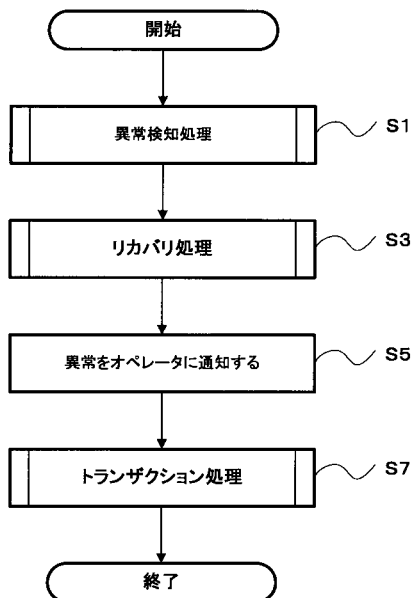 開始
異常検知処理
S1
リカバリ処理
S3
異常をオペレータに通知する
S5
トランザクション処理
S7
終了